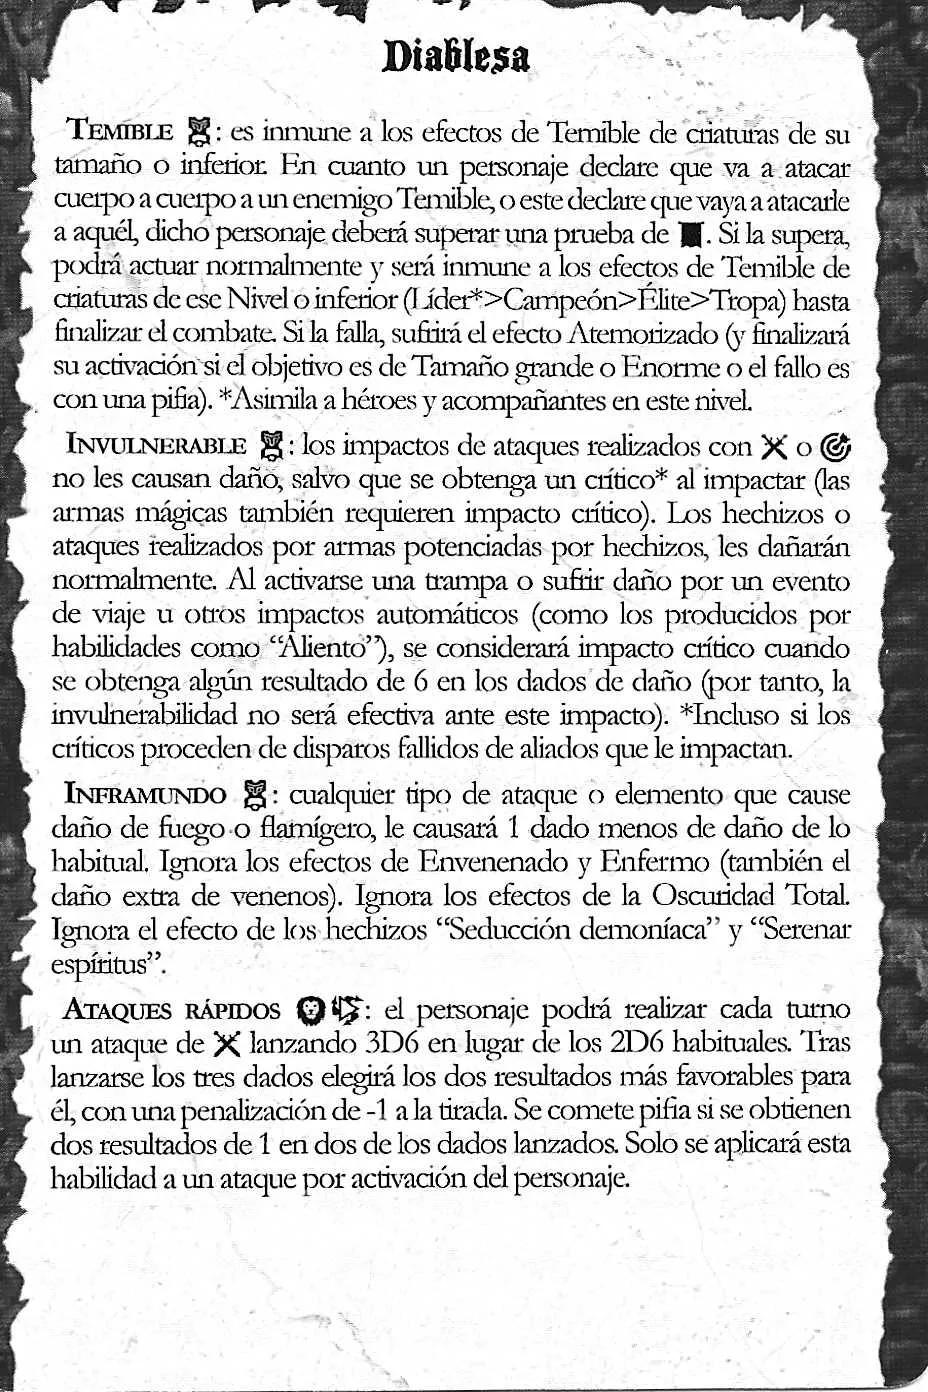 Diablesa
TEMIBLE : es inmune a los efectos de Temible de criaturas de su
tamaño o inferior. En cuanto un personaje declare que va a atacar
cuerpo a cuerpo a un enemigo Temible, o este declare que vaya a atacarle
a aquél, dicho personaje deberá superar una prueba de . Si la supera,
podrá actuar normalmente y será inmune a los efectos de Temible de
criaturas de ese Nivel o inferior (Líder*>Campeón>Élite>Tropa) hasta
finalizar el combate. Si la falla, sufrirá el efecto Atemorizado (y finalizará
su activación si el objetivo es de Tamaño grande o Enorme o el fallo es
con una pifia). *Asimila a héroes y acompañantes en este nivel.
INVULNERABLE : los impactos de ataques realizados con o
no les causan daño, salvo que se obtenga un crítico* al impactar (las
armas mágicas también requieren impacto crítico). Los hechizos o
ataques realizados por armas potenciadas por hechizos, les dañarán
normalmente. Al activarse una trampa o sufrir daño por un evento
de viaje u otros impactos automáticos (como los producidos por
habilidades como “Aliento”), se considerará impacto crítico cuando
se obtenga algún resultado de 6 en los dados de daño (por tanto, la
invulnerabilidad no será efectiva ante este impacto). *Incluso si los
críticos proceden de disparos fallidos de aliados que le impactan.
INFRAMUNDO : cualquier tipo de ataque o elemento que cause
daño de fuego o flamígero, le causará 1 dado menos de daño de lo
habitual. Ignora los efectos de Envenenado y Enfermo (también el
daño extra de venenos). Ignora los efectos de la Oscuridad Total.
Ignora el efecto de los hechizos “Seducción demoníaca” y “Serenar
espíritus”.
ATAQUES RÁPIDOS : el personaje podrá realizar cada turno
un ataque de lanzando 3D6 en lugar de los 2D6 habituales. Tras
lanzarse los tres dados elegirá los dos resultados más favorables para
él, con una penalización de -1 a la tirada. Se comete pifia si se obtienen
dos resultados de 1 en dos de los dados lanzados. Solo se aplicará esta
habilidad a un ataque por activación del personaje.